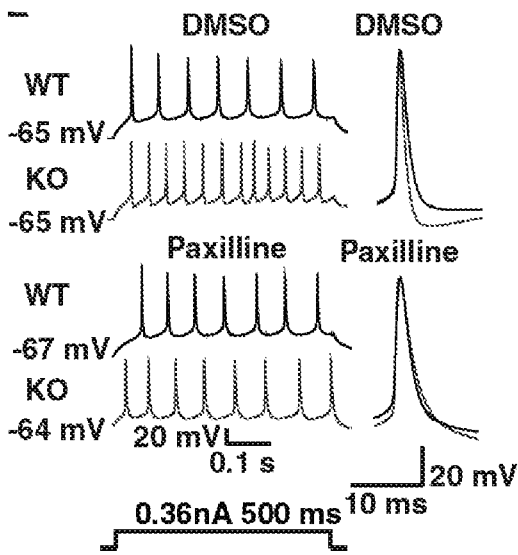 DMSO DMSO
WT
-65 mV
KO
-65 mV
Paxilline Paxilline
WT
-67 mV
KO
-64 mV
20 mV
0.1 s
20 mV
10 ms
0.36nA 500 ms